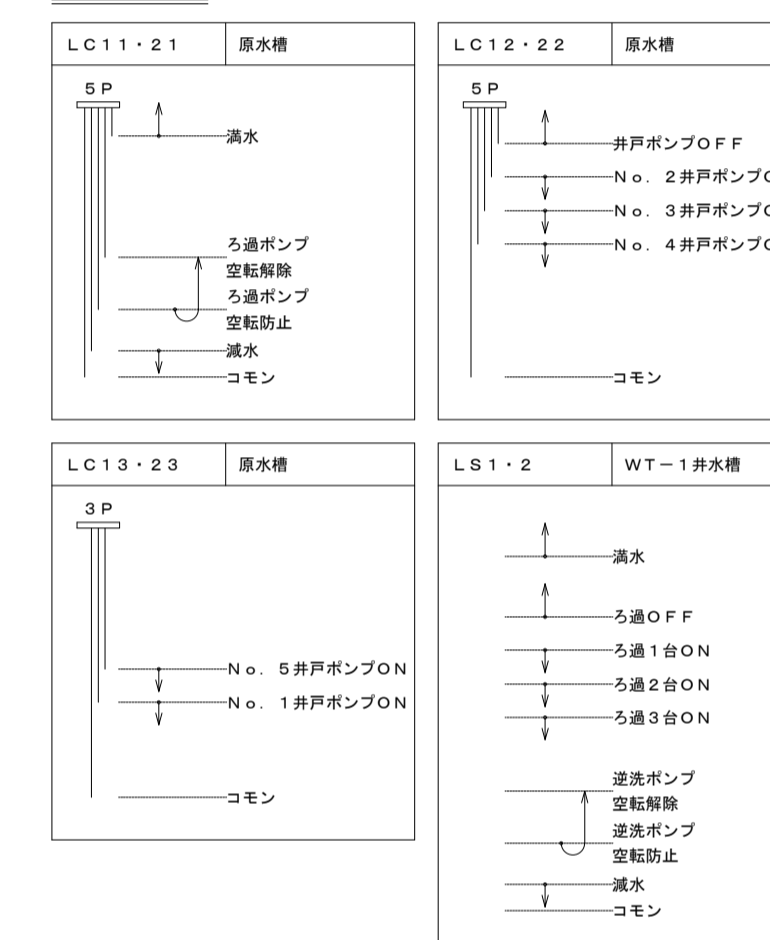 LC11・21 原水槽
5P
満水
ろ過ポンプ
空転解除
ろ過ポンプ
空転防止
減水
コモン
LC12・22 原水槽
5P
井戸ポンプOFF
No. 2井戸ポンプ
No. 3井戸ポンプ
No. 4井戸ポンプ
コモン
LC13・23 原水槽
3P
No. 5井戸ポンプON
No. 1井戸ポンプON
コモン
LS1・2 WT-1井水槽
満水
ろ過OFF
ろ過1台ON
ろ過2台ON
ろ過3台ON
逆洗ポンプ
空転解除
逆洗ポンプ
空転防止
減水
コモン